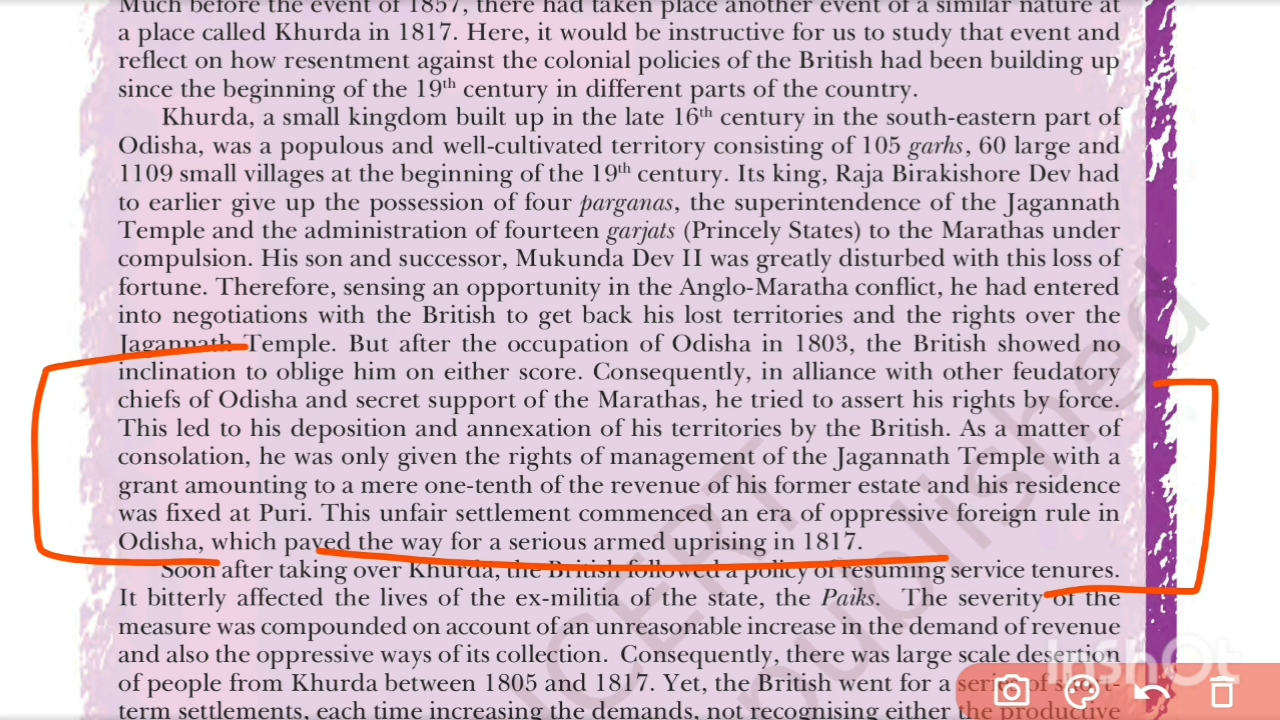 Much before the event of 1857, there had taken place another event of a similar nature at
a place called Khurda in 1817. Here, it would be instructive for us to study that event and
reflect on how resentment against the colonial policies of the British had been building up
since the beginning of the 19th century in different parts of the country.
Khurda, a small kingdom built up in the late 16th century in the south-eastern part of
Odisha, was a populous and well-cultivated territory consisting of 105 garhs, 60 large and
1109 small villages at the beginning of the 19th century. Its king, Raja Birakishore Dev had
to earlier give up the possession of four parganas, the superintendence of the Jagannath
Temple and the administration of fourteen garjats (Princely States) to the Marathas under
compulsion. His son and successor, Mukunda Dev II was greatly disturbed with this loss of
fortune. Therefore, sensing an opportunity in the Anglo-Maratha conflict, he had entered
into negotiations with the British to get back his lost territories and the rights over the
Jagannath Temple. But after the occupation of Odisha in 1803, the British showed no
inclination to oblige him on either score. Consequently, in alliance with other feudatory
chiefs of Odisha and secret support of the Marathas, he tried to assert his rights by force.
This led to his deposition and annexation of his territories by the British. As a matter of
consolation, he was only given the rights of management of the Jagannath Temple with a
grant amounting to a mere one-tenth of the revenue of his former estate and his residence
was fixed at Puri. This unfair settlement commenced an era of oppressive foreign rule in
Odisha, which paved the way for a serious armed uprising in 1817.
Soon after taking over Khurda, the British followed a policy of resuming service tenures.
It bitterly affected the lives of the ex-militia of the state, the Paiks. The severity of the
measure was compounded on account of an unreasonable increase in the demand of revenue
and also the oppressive ways of its collection. Consequently, there was large scale desertion
of people from Khurda between 1805 and 1817. Yet, the British went for a series of short-
term settlements, each time increasing the demands, not recognising either the productive
InShOt